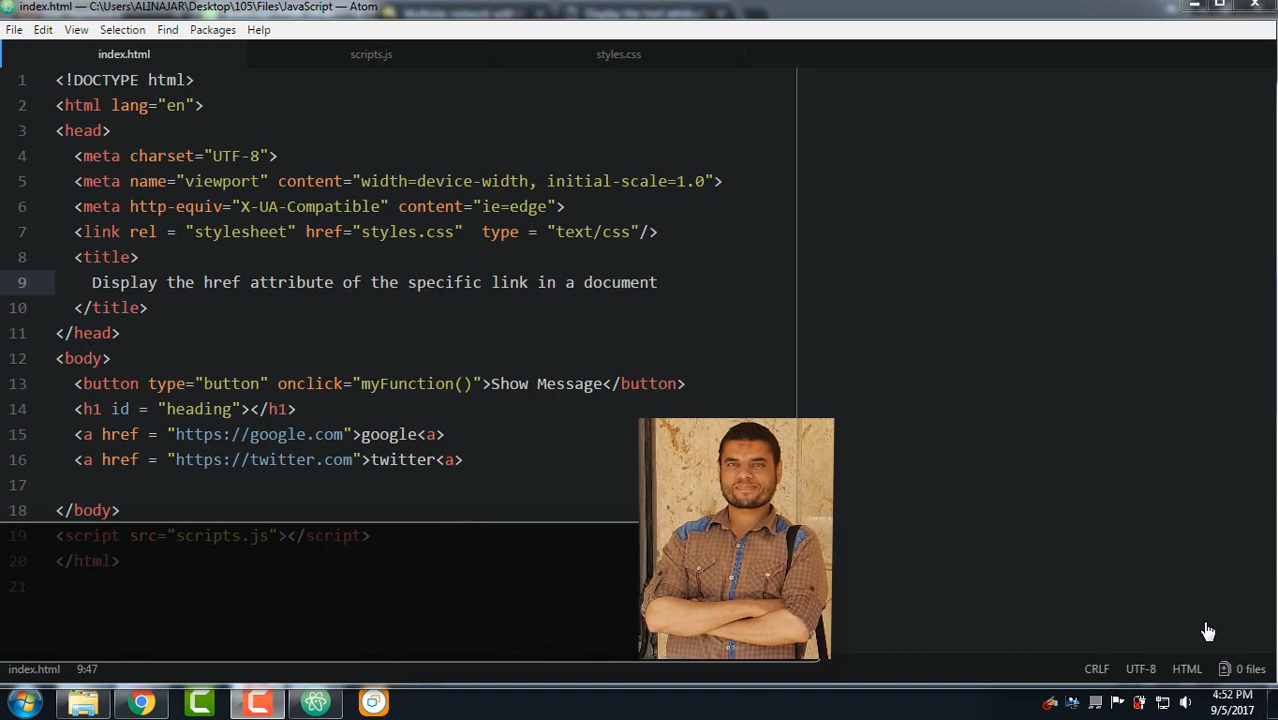 index.html — C:\Users\ALINAJAR\Desktop\105\Files\JavaScript — Atom
File Edit View Selection Find Packages Help
index.html scripts.js styles.css
1 <!DOCTYPE html>
2 <html lang="en">
3 <head>
4 <meta charset="UTF-8">
5 <meta name="viewport" content="width=device-width, initial-scale=1.0">
6 <meta http-equiv="X-UA-Compatible" content="ie=edge">
7 <link rel = "stylesheet" href="styles.css"  type = "text/css"/>
8 <title>
9 Display the href attribute of the specific link in a document
10 </title>
11 </head>
12 <body>
13 <button type="button" onclick="myFunction()">Show Message</button>
14 <h1 id = "heading"></h1>
15 <a href = "https://google.com">google<a>
16 <a href = "https://twitter.com">twitter<a>
17
18 </body>
19 <script src="scripts.js"></script>
20 </html>
21
index.html 9:47 CRLF UTF-8 HTML 0 files
4:52 PM
9/5/2017